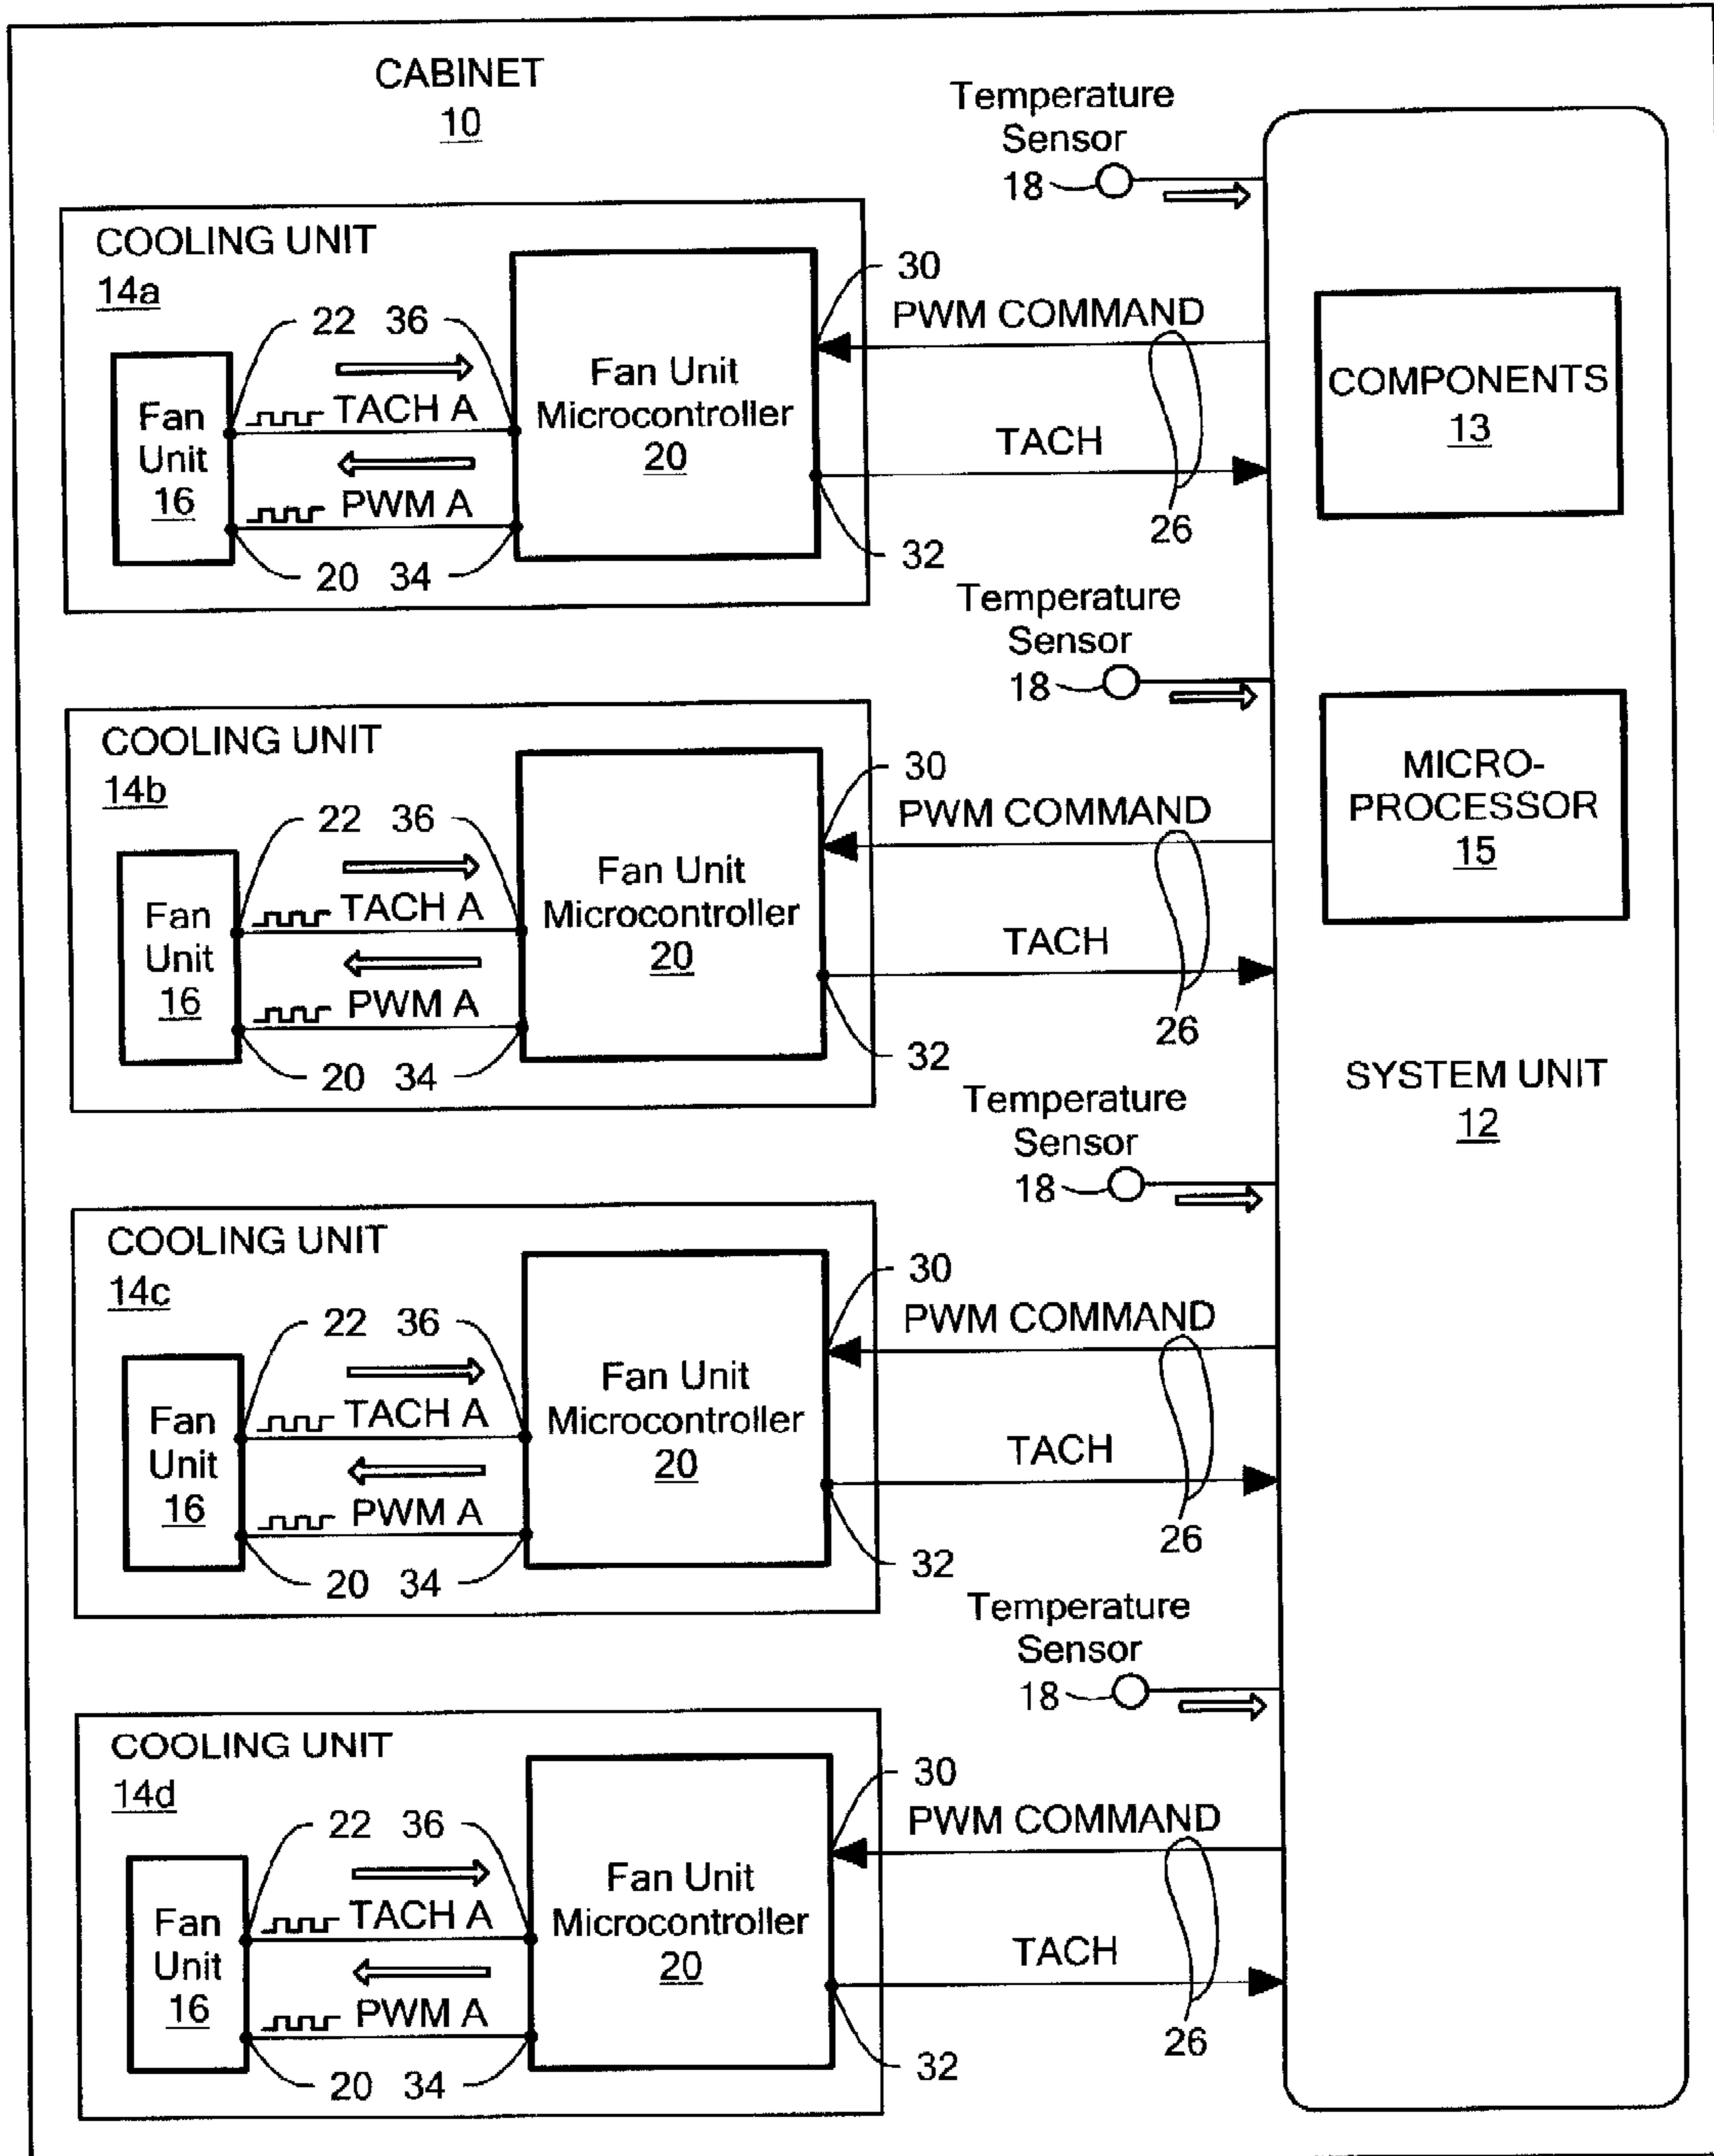 CABINET
10
Temperature
Sensor
18
COOLING UNIT
14a
22 36
30
PWM COMMAND
Fan Unit
Microcontroller
20
Fan
Unit
16
TACH A
PWM A
TACH
26
20 34
32
COMPONENTS
13
Temperature
Sensor
18
COOLING UNIT
14b
22 36
30
PWM COMMAND
Fan Unit
Microcontroller
20
Fan
Unit
16
TACH A
PWM A
TACH
26
20 34
32
MICRO-
PROCESSOR
15
SYSTEM UNIT
12
Temperature
Sensor
18
COOLING UNIT
14c
22 36
30
PWM COMMAND
Fan Unit
Microcontroller
20
Fan
Unit
16
TACH A
PWM A
TACH
26
20 34
32
Temperature
Sensor
18
COOLING UNIT
14d
22 36
30
PWM COMMAND
Fan Unit
Microcontroller
20
Fan
Unit
16
TACH A
PWM A
TACH
26
20 34
32